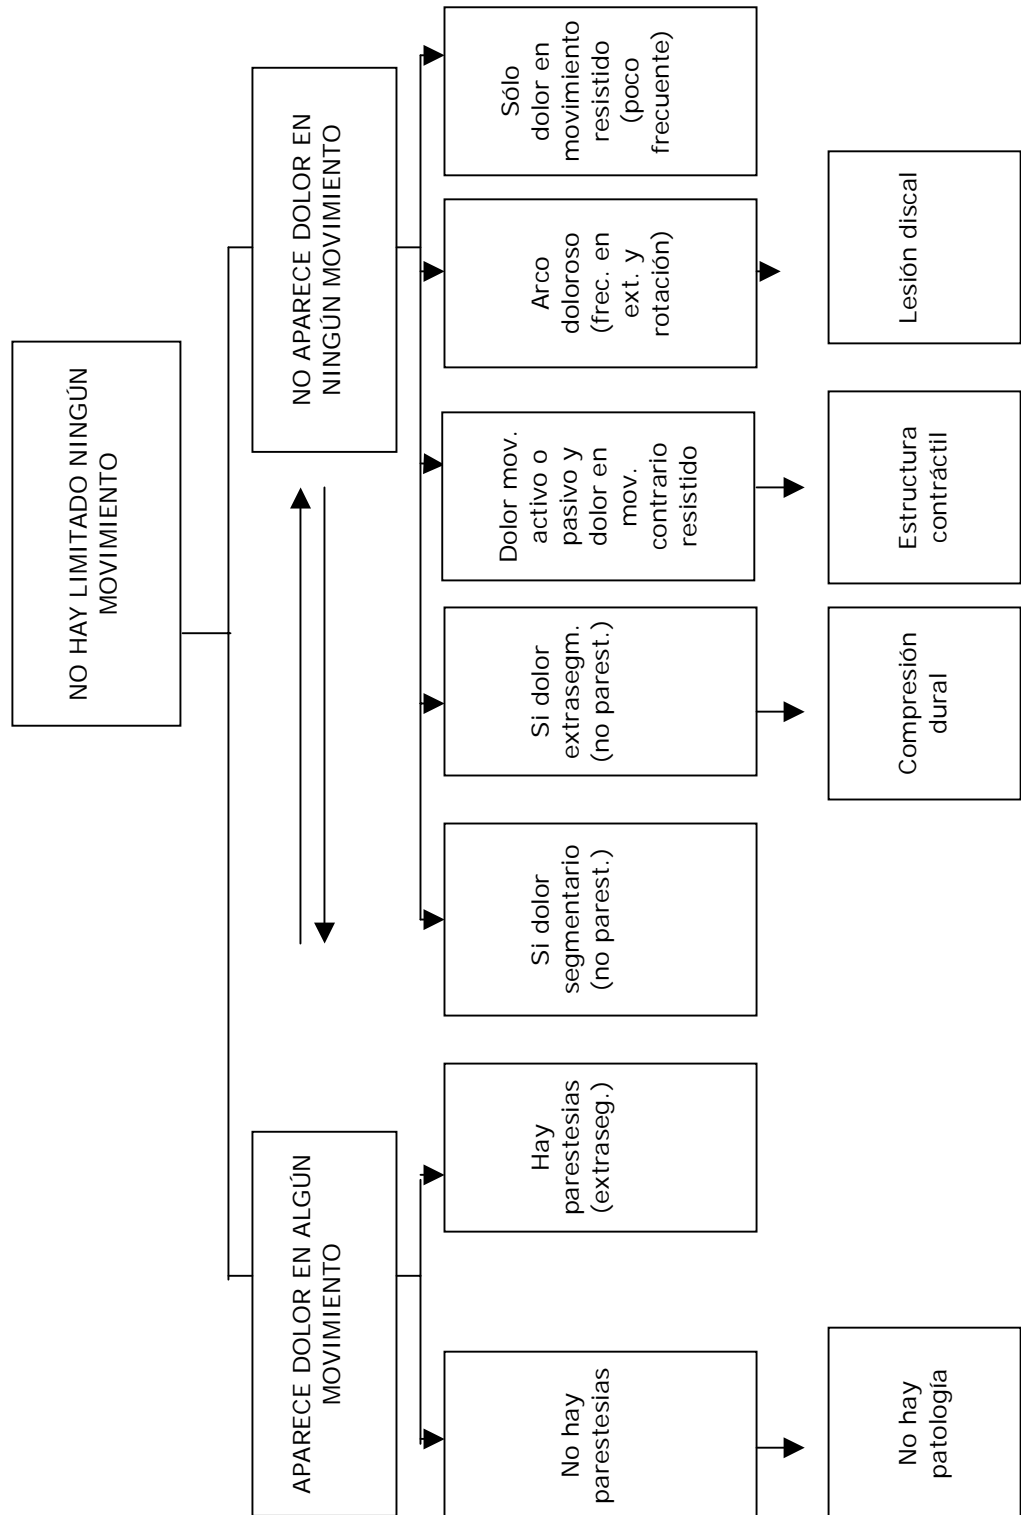 NO HAY LIMITADO NINGÚN
MOVIMIENTO
APARECE DOLOR EN ALGÚN
MOVIMIENTO
NO APARECE DOLOR EN
NINGÚN MOVIMIENTO
No hay
parestesias
Hay
parestesias
(extraseg.)
Si dolor
segmentario
(no parest.)
Si dolor
extrasegm.
(no parest.)
Dolor mov.
activo o
pasivo y
dolor en
mov.
contrario
resistido
Arco
doloroso
(frec. en
ext. y
rotación)
Sólo
dolor en
movimiento
resistido
(poco
frecuente)
No hay
patología
Compresión
dural
Estructura
contráctil
Lesión discal